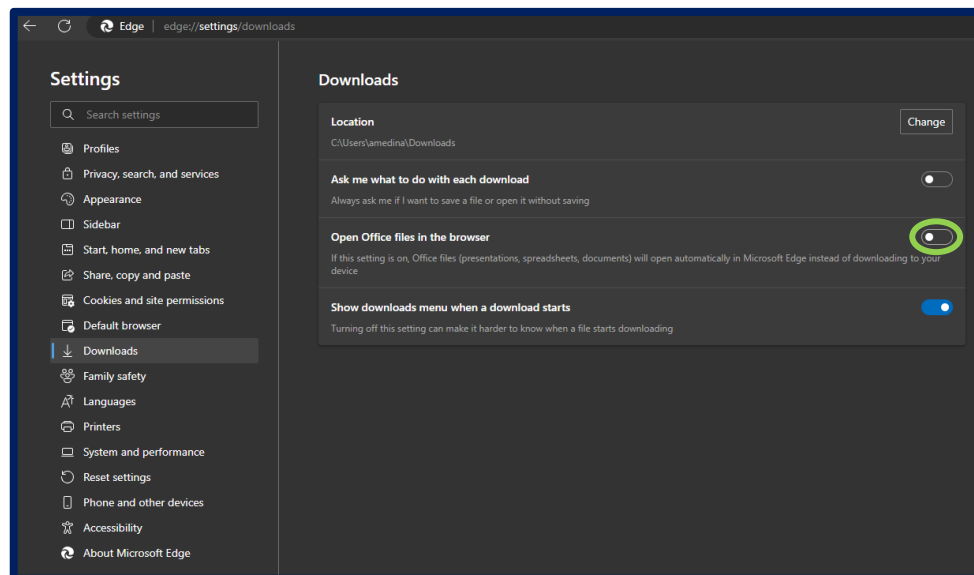 Edge | edge://settings/downloads
Settings
Search settings
Profiles
Privacy, search, and services
Appearance
Sidebar
Start, home, and new tabs
Share, copy and paste
Cookies and site permissions
Default browser
Downloads
Family safety
Languages
Printers
System and performance
Reset settings
Phone and other devices
Accessibility
About Microsoft Edge
Downloads
Location
Change
C:\Users\amedina\Downloads
Ask me what to do with each download
Always ask me if I want to save a file or open it without saving
Open Office files in the browser
If this setting is on, Office files (presentations, spreadsheets, documents) will open automatically in Microsoft Edge instead of downloading to your
device
Show downloads menu when a download starts
Turning off this setting can make it harder to know when a file starts downloading